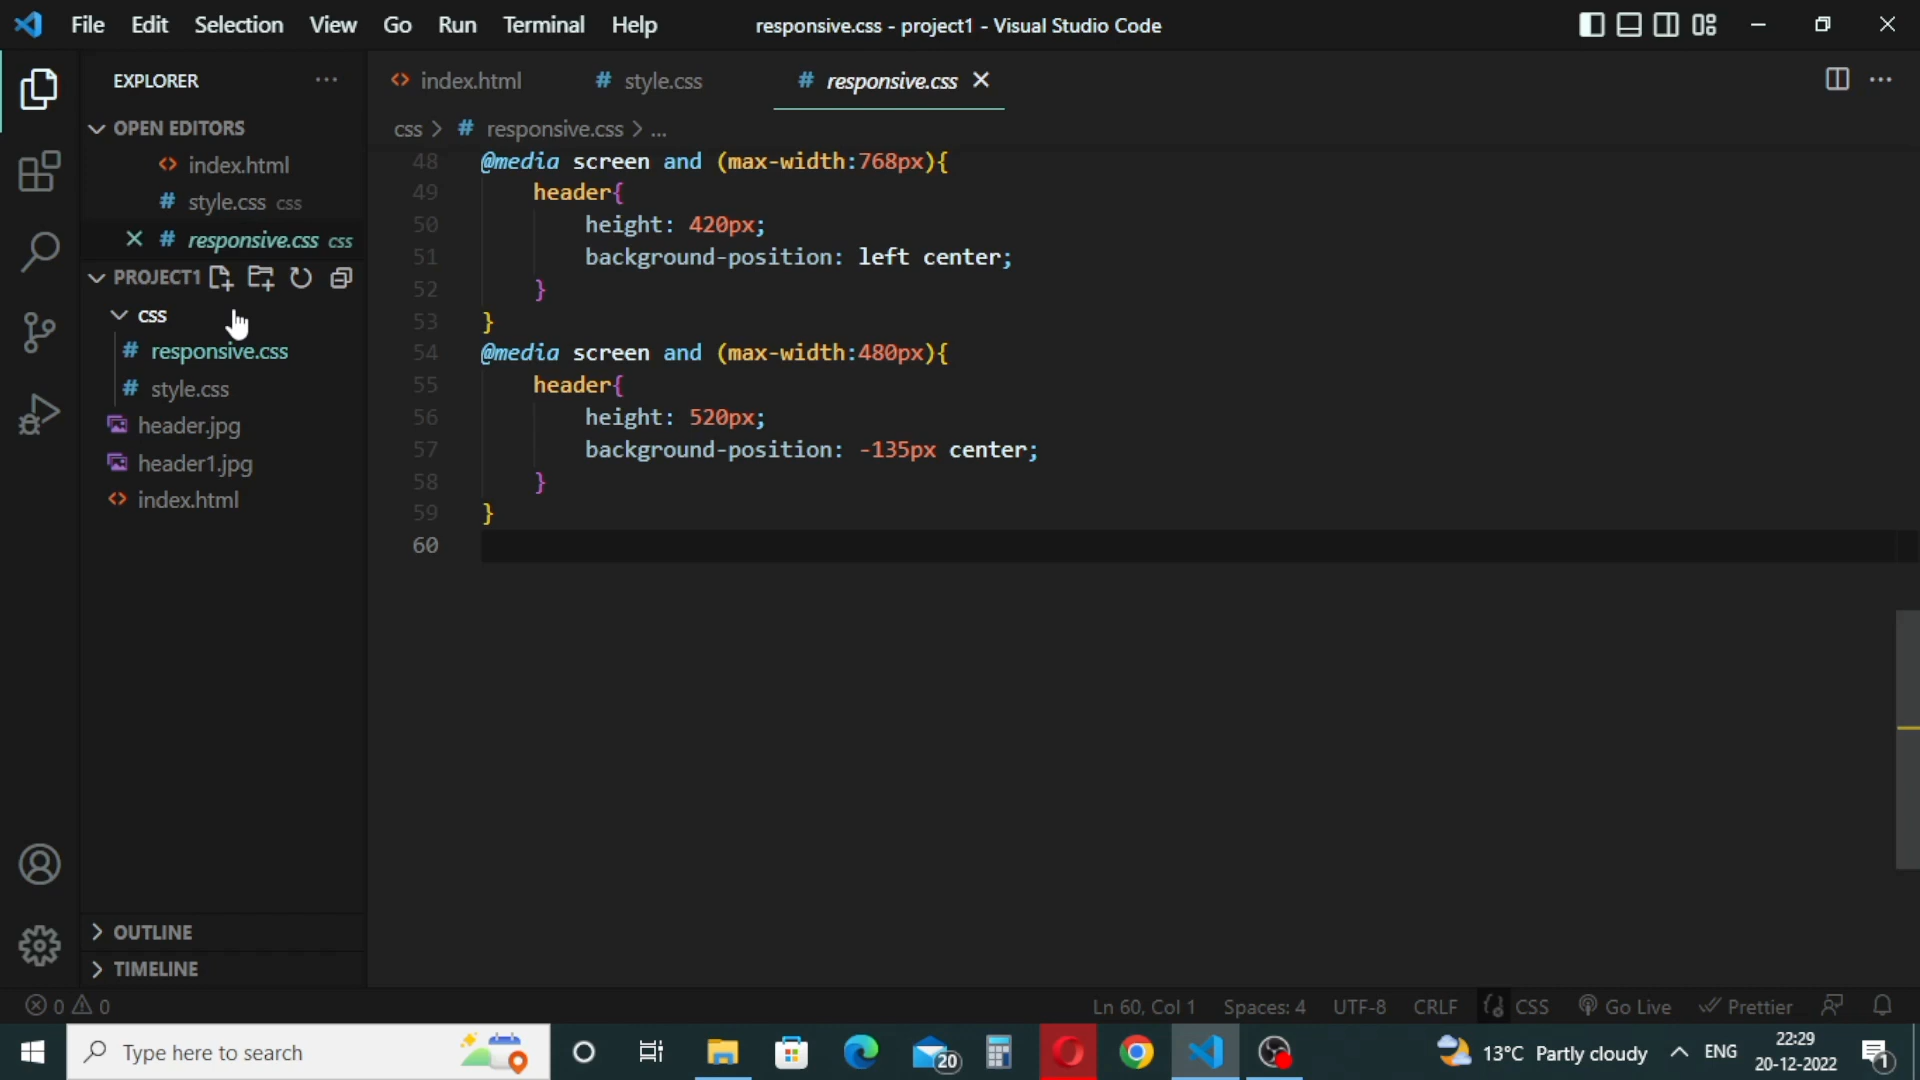 File Edit Selection View Go Run Terminal Help responsive.css - project1 - Visual Studio Code
EXPLORER
index.html style.css responsive.css
OPEN EDITORS
css > # responsive.css > ...
index.html
# style.css css
# responsive.css css
PROJECT1
css
# responsive.css
# style.css
header.jpg
header1.jpg
index.html
48 @media screen and (max-width:768px){
49 header{
50 height: 420px;
51 background-position: left center;
52 }
53 }
54 @media screen and (max-width:480px){
55 header{
56 height: 520px;
57 background-position: -135px center;
58 }
59 }
60
OUTLINE
TIMELINE
0 0 Ln 60, Col 1 Spaces: 4 UTF-8 CRLF CSS Go Live Prettier
Type here to search 20 13°C Partly cloudy ENG 22:29
20-12-2022 1